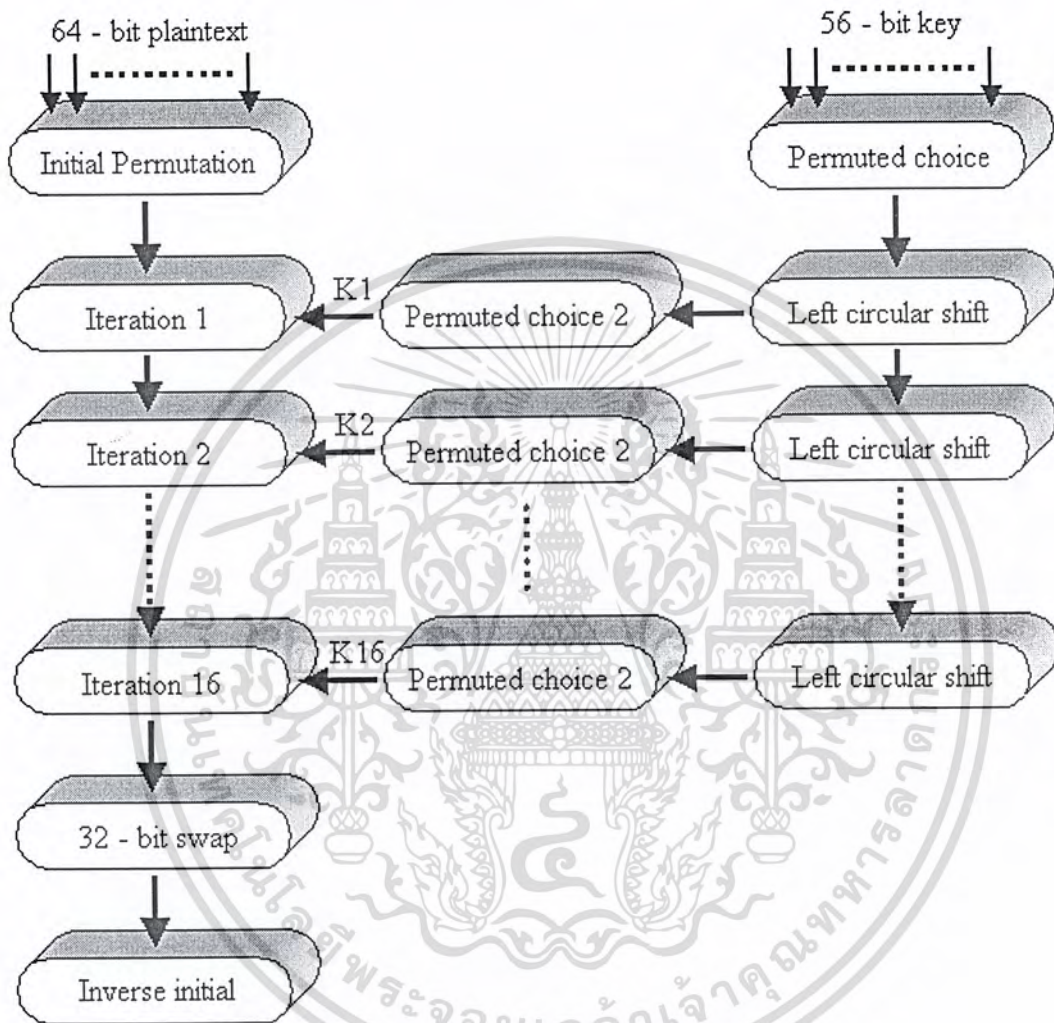 64 - bit plaintext
56 - bit key
Initial Permutation
Permuted choice
Iteration 1
K1
Permuted choice 2
Left circular shift
Iteration 2
K2
Permuted choice 2
Left circular shift
Iteration 16
K16
Permuted choice 2
Left circular shift
32 - bit swap
Inverse initial